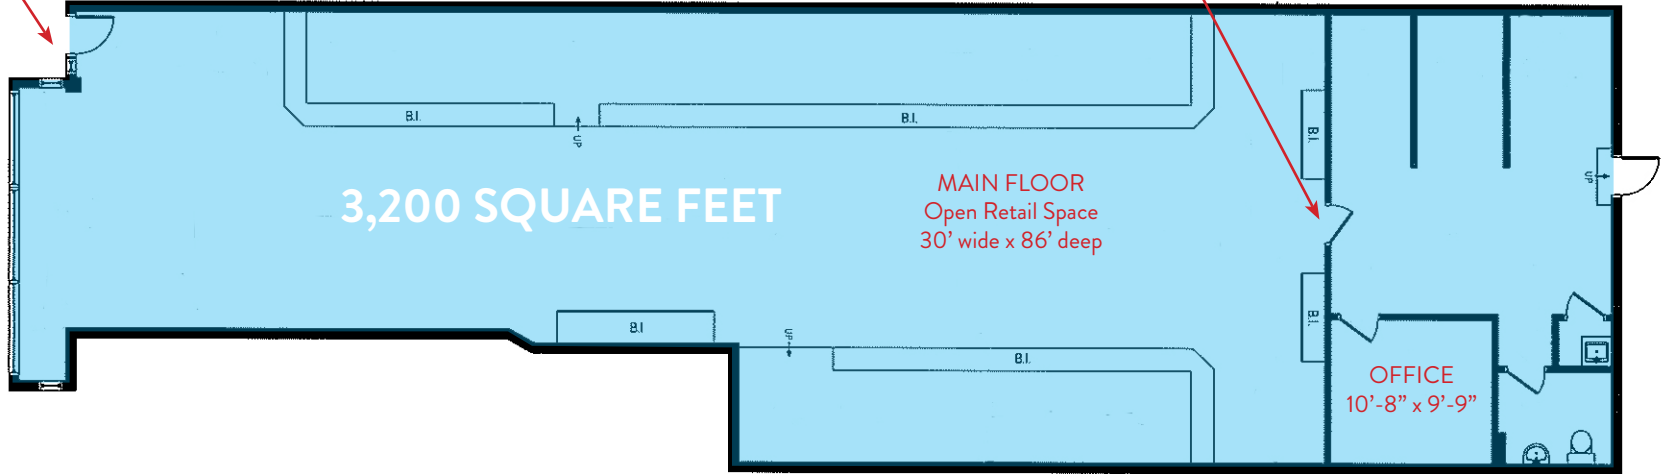 B.I.
B.I.
UP
B.I.
UP
3,200 SQUARE FEET
MAIN FLOOR
Open Retail Space
30’ wide x 86’ deep
B.I
B.I.
UP
B.I.
OFFICE
10’-8” x 9’-9”
B.I.